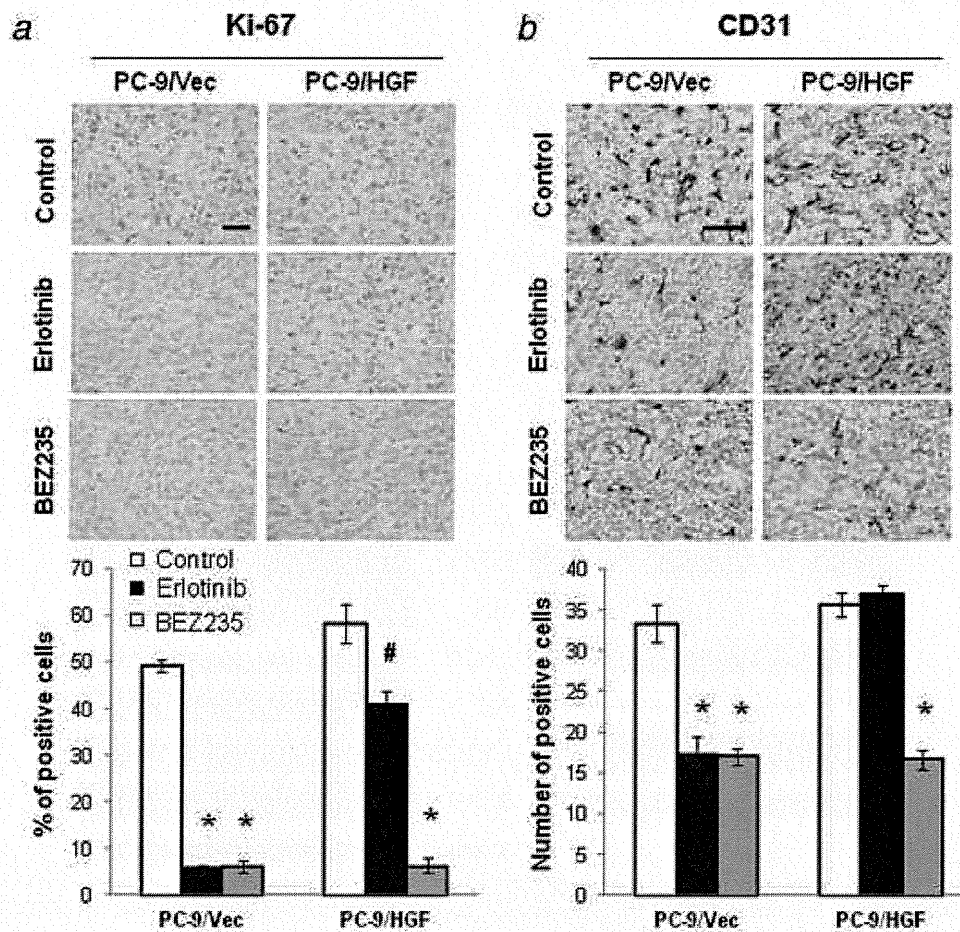 a
Ki-67
PC-9/Vec PC-9/HGF
Control
Erlotinib
BEZ235
% of positive cells
70
60
50
40
30
20
10
0
Control
Erlotinib
BEZ235
* * # *
PC-9/Vec PC-9/HGF
b
CD31
PC-9/Vec PC-9/HGF
Control
Erlotinib
BEZ235
Number of positive cells
40
35
30
25
20
15
10
5
0
* * *
PC-9/Vec PC-9/HGF